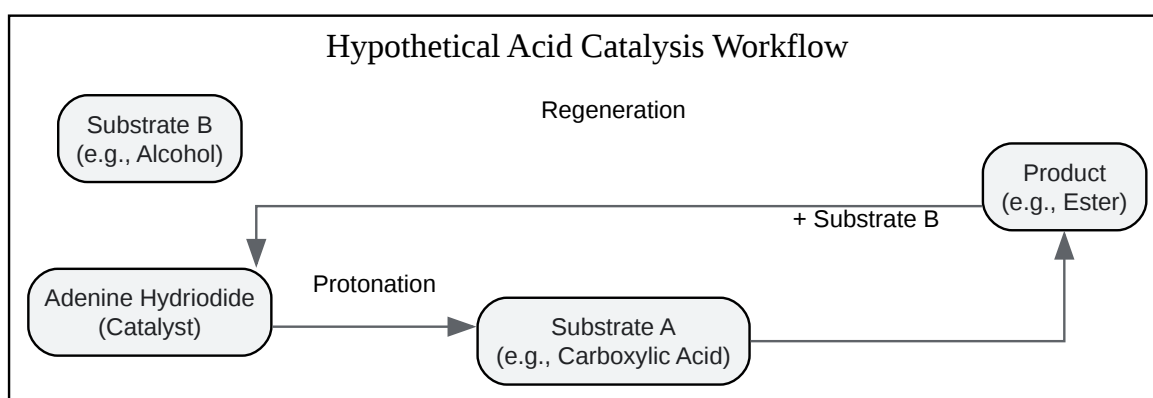 Hypothetical Acid Catalysis Workflow
Regeneration
Substrate B
(e.g., Alcohol)
Product
(e.g., Ester)
+ Substrate B
Adenine Hydriodide
(Catalyst)
Protonation
Substrate A
(e.g., Carboxylic Acid)